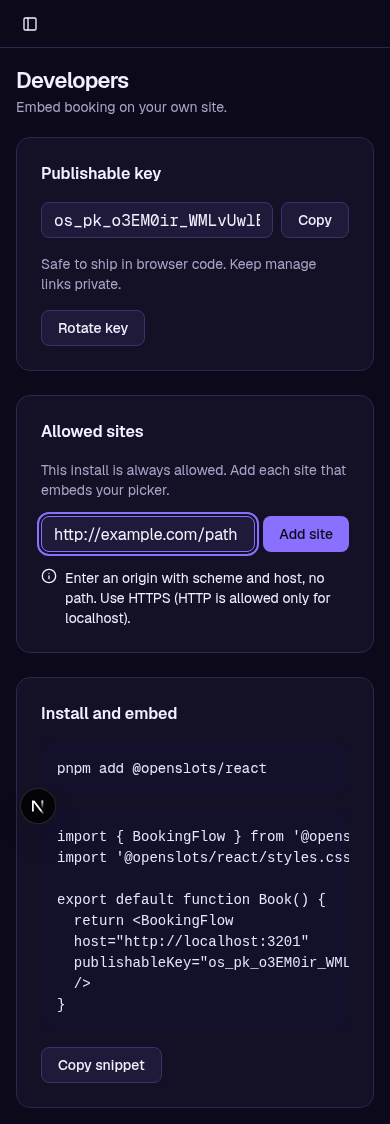 Developers
Embed booking on your own site.
Publishable key
os_pk_o3EM0ir_WMLvUwlE
Copy
Safe to ship in browser code. Keep manage
links private.
Rotate key
Allowed sites
This install is always allowed. Add each site that
embeds your picker.
http://example.com/path
Add site
Enter an origin with scheme and host, no
path. Use HTTPS (HTTP is allowed only for
localhost).
Install and embed
pnpm add @openslots/react
N
import { BookingFlow } from '@opens
import '@openslots/react/styles.css
export default function Book() {
  return <BookingFlow
  host="http://localhost:3201"
  publishableKey="os_pk_o3EM0ir_WML
  />
}
Copy snippet